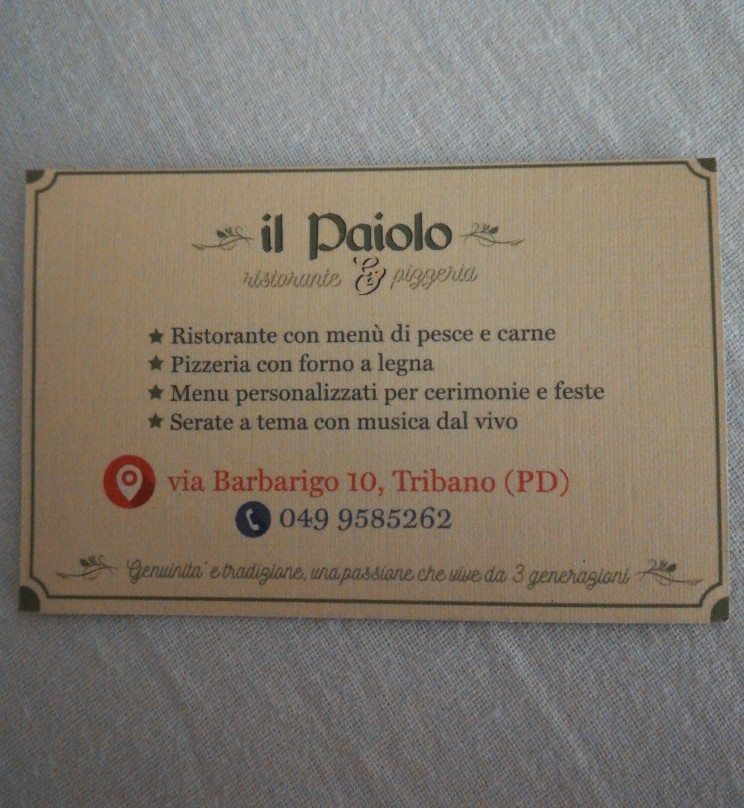 il Paiolo
ristorante & pizzeria
★ Ristorante con menù di pesce e carne
★ Pizzeria con forno a legna
★ Menu personalizzati per cerimonie e feste
★ Serate a tema con musica dal vivo
via Barbarigo 10, Tribano (PD)
049 9585262
Genuinita' e tradizione, una passione che vive da 3 generazioni